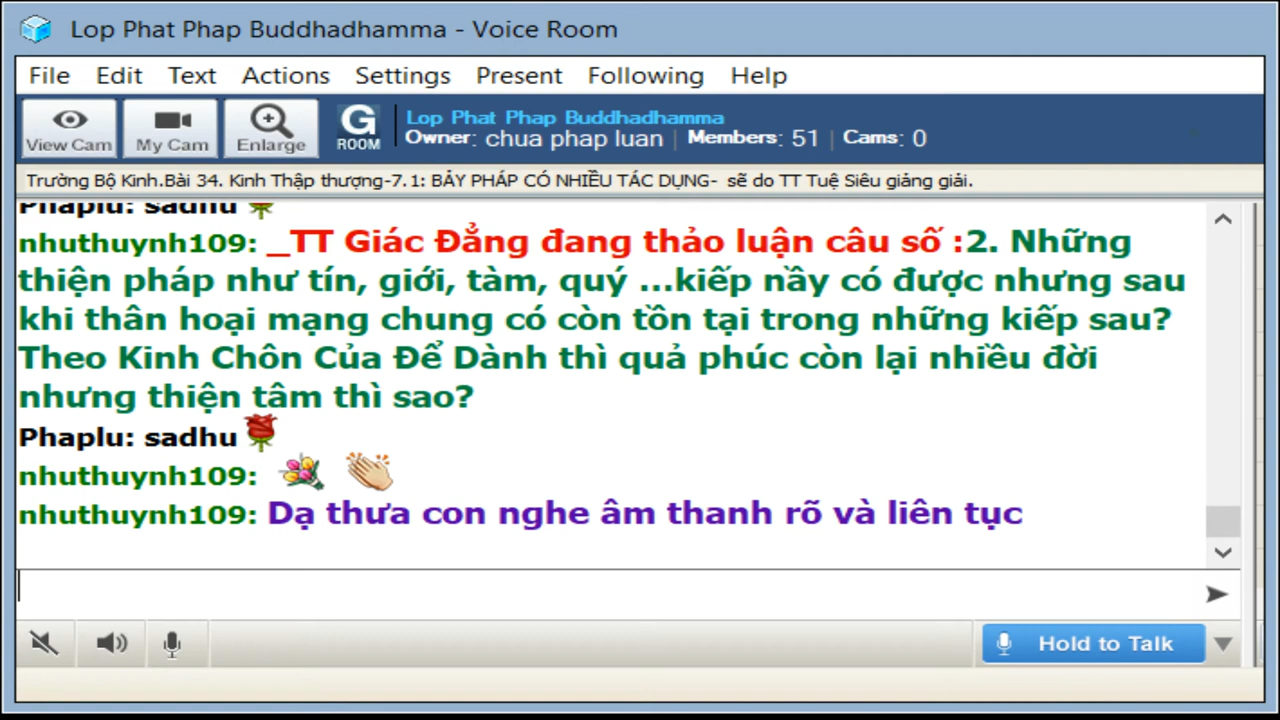 Lop Phat Phap Buddhadhamma - Voice Room
File Edit Text Actions Settings Present Following Help
View Cam My Cam Enlarge G ROOM
Lop Phat Phap Buddhadhamma
Owner: chua phap luan | Members: 51 | Cams: 0
Trường Bộ Kinh.Bài 34. Kinh Thập thượng-7.1: BẢY PHÁP CÓ NHIỀU TÁC DỤNG- sẽ do TT Tuệ Siêu giảng giải.
Phaplu: sadhu
nhuthuynh109: _TT Giác Đẳng đang thảo luận câu số :2. Những
thiện pháp như tín, giới, tàm, quý ...kiếp nầy có được nhưng sau
khi thân hoại mạng chung có còn tồn tại trong những kiếp sau?
Theo Kinh Chôn Của Để Dành thì quả phúc còn lại nhiều đời
nhưng thiện tâm thì sao?
Phaplu: sadhu
nhuthuynh109:
nhuthuynh109: Dạ thưa con nghe âm thanh rõ và liên tục
Hold to Talk